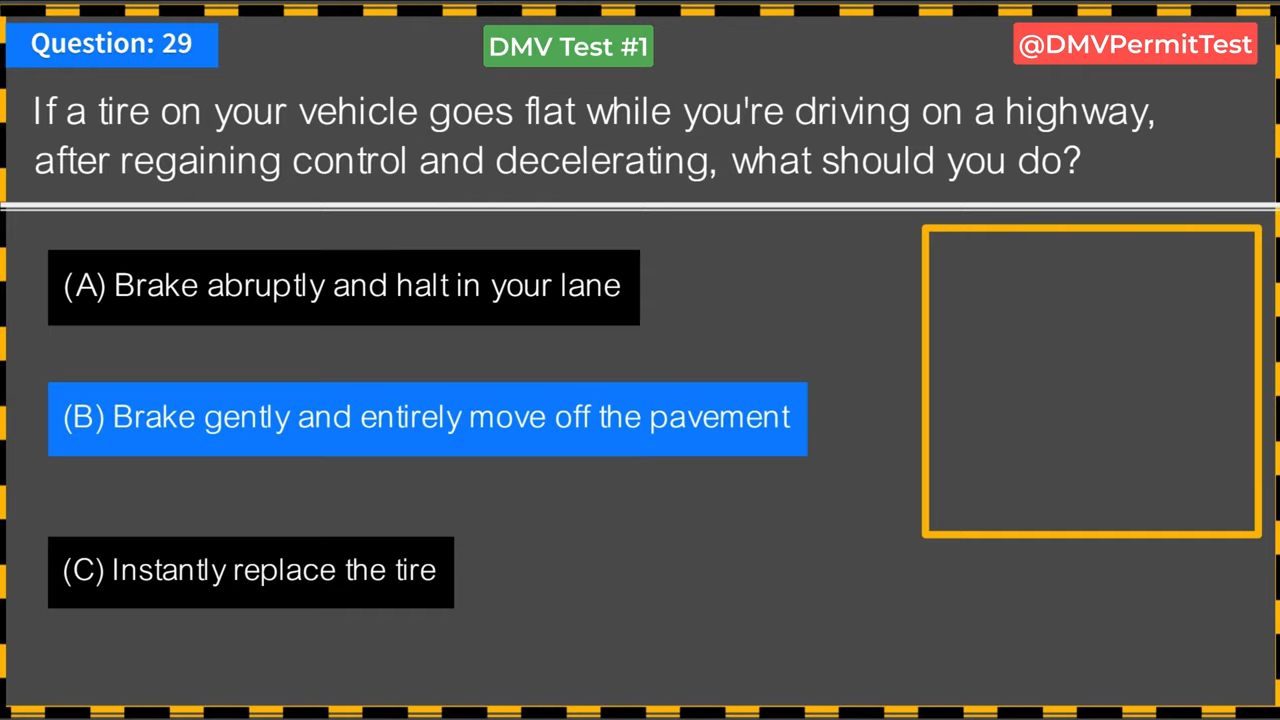 Question: 29
DMV Test #1
@DMVPermitTest
If a tire on your vehicle goes flat while you're driving on a highway,
after regaining control and decelerating, what should you do?
(A) Brake abruptly and halt in your lane
(B) Brake gently and entirely move off the pavement
(C) Instantly replace the tire